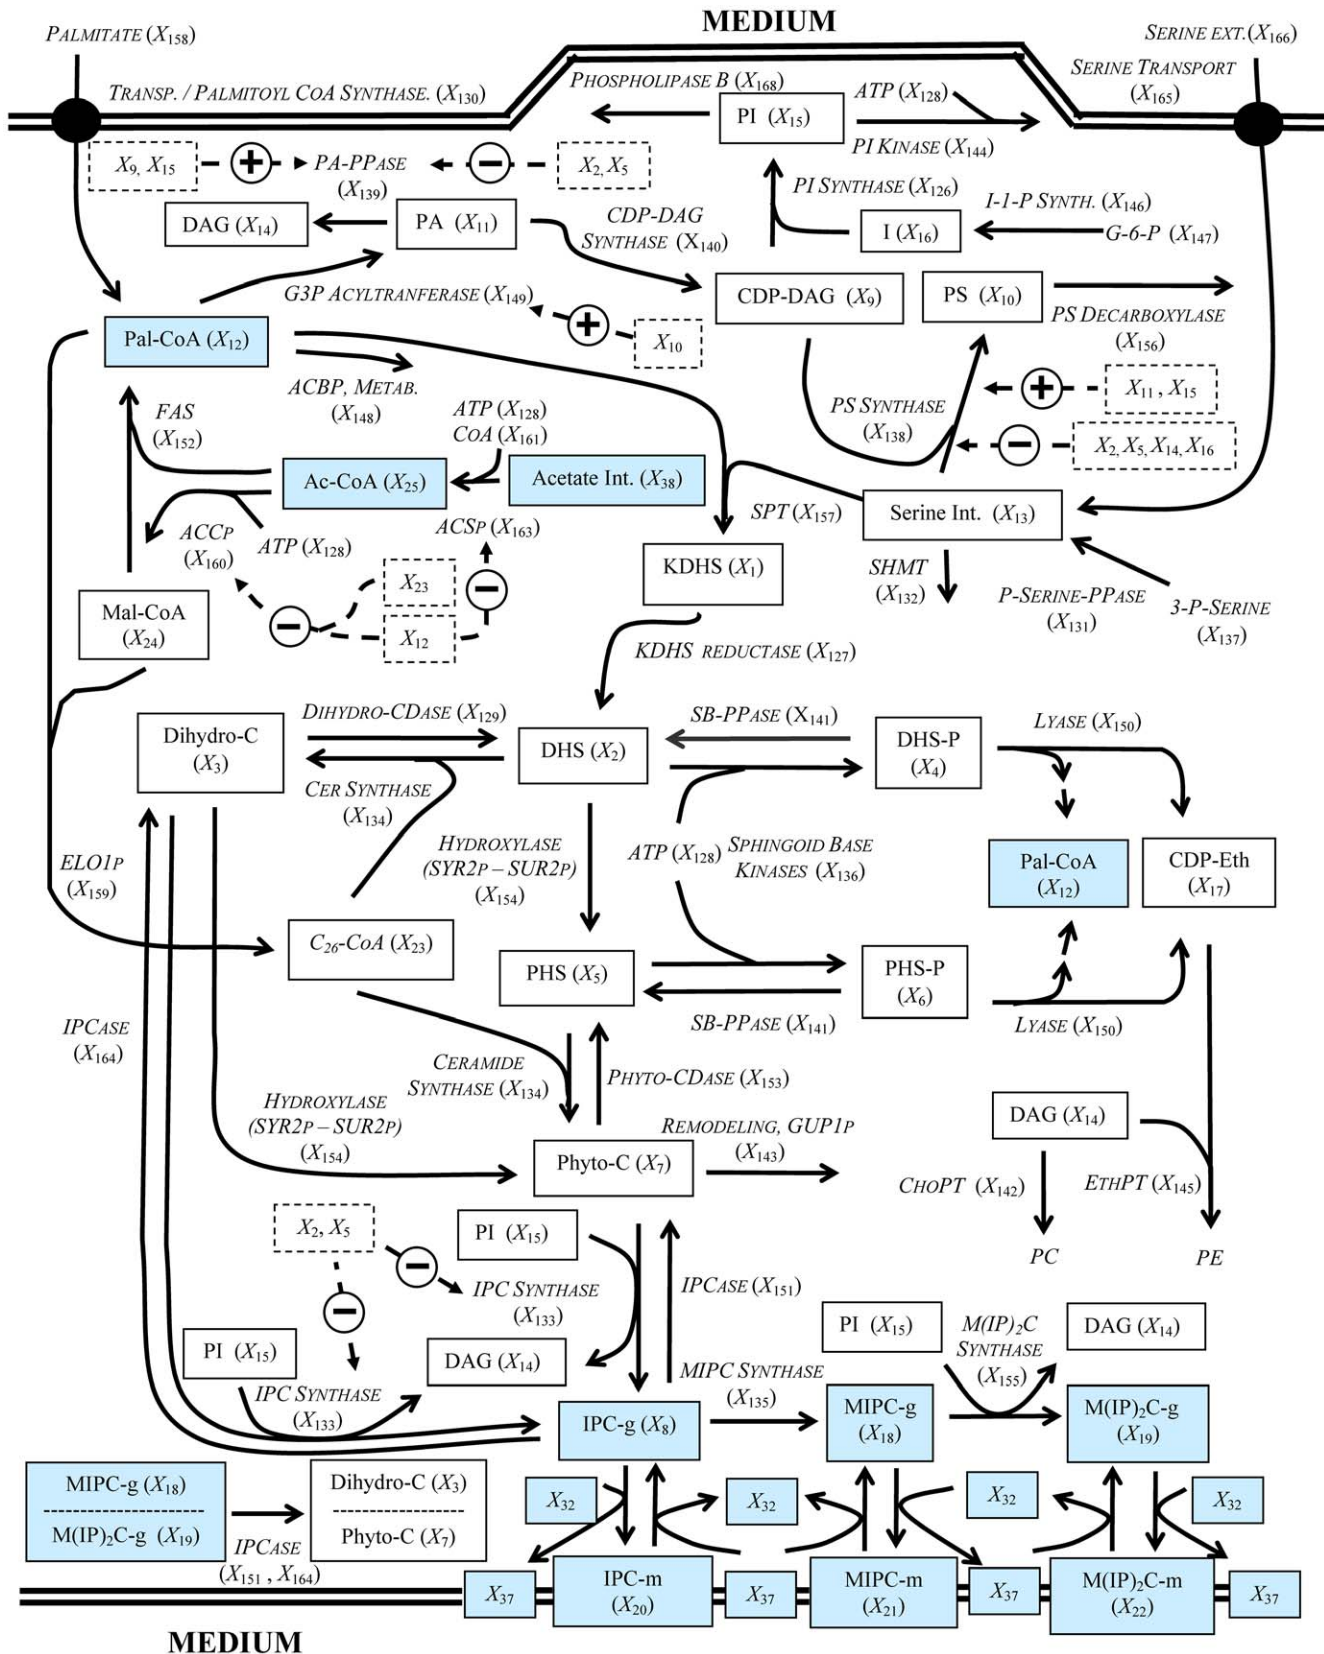 MEDIUM
PALMITATE (X158)
SERINE EXT.(X166)
TRANSP. / PALMITOYL COA SYNTHASE. (X130)
PHOSPHOLIPASE B (X168)
ATP (X128)
SERINE TRANSPORT
(X165)
PI (X15)
PI KINASE (X144)
X9, X15
+
PA-PPASE
(X139)
−
X2, X5
PI SYNTHASE (X126)
I-1-P SYNTH. (X146)
G-6-P (X147)
DAG (X14)
PA (X11)
CDP-DAG
SYNTHASE (X140)
I (X16)
G3P ACYLTRANFERASE (X149)
CDP-DAG (X9)
PS (X10)
PS DECARBOXYLASE
(X156)
Pal-CoA (X12)
+
X10
ACBP, METAB.
(X148)
+
X11 , X15
FAS
(X152)
ATP (X128)
COA (X161)
PS SYNTHASE
(X138)
−
X2, X5, X14, X16
Ac-CoA (X25)
Acetate Int. (X38)
SPT (X157)
Serine Int. (X13)
ACCP
(X160)
ATP (X128)
ACSP (X163)
KDHS (X1)
SHMT
(X132)
P-SERINE-PPASE
(X131)
3-P-SERINE
(X137)
X23
−
−
X12
Mal-CoA
(X24)
KDHS REDUCTASE (X127)
Dihydro-C
(X3)
DIHYDRO-CDASE (X129)
DHS (X2)
SB-PPASE (X141)
DHS-P
(X4)
LYASE (X150)
CER SYNTHASE
(X134)
ELO1P
(X159)
HYDROXYLASE
(SYR2P – SUR2P)
(X154)
ATP (X128)
SPHINGOID BASE
KINASES (X136)
Pal-CoA
(X12)
CDP-Eth
(X17)
C26-CoA (X23)
PHS (X5)
PHS-P
(X6)
SB-PPASE (X141)
LYASE (X150)
IPCASE
(X164)
CERAMIDE
SYNTHASE (X134)
PHYTO-CDASE (X153)
HYDROXYLASE
(SYR2P – SUR2P)
(X154)
REMODELING, GUP1P
(X143)
DAG (X14)
Phyto-C (X7)
CHOPT (X142)
ETHPT (X145)
X2, X5
PI (X15)
PC
PE
−
−
IPC SYNTHASE
(X133)
IPCASE (X151)
PI (X15)
DAG (X14)
PI (X15)
M(IP)2C
SYNTHASE
(X155)
DAG (X14)
IPC SYNTHASE
(X133)
MIPC SYNTHASE
(X135)
IPC-g (X8)
MIPC-g
(X18)
M(IP)2C-g
(X19)
MIPC-g (X18)
M(IP)2C-g (X19)
Dihydro-C (X3)
Phyto-C (X7)
IPCASE
(X151 , X164)
X32
X32
X32
X32
X37
IPC-m
(X20)
X37
MIPC-m
(X21)
X37
M(IP)2C-m
(X22)
X37
MEDIUM